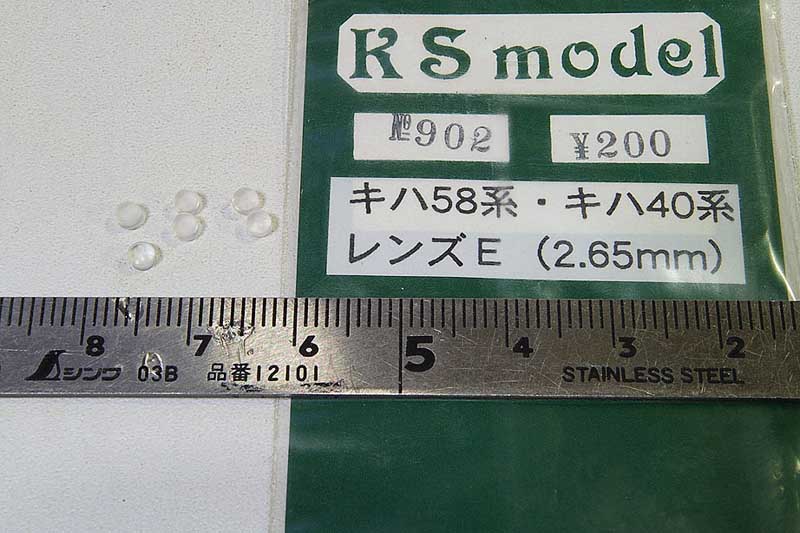 KS model
№902 ¥200
キハ58系・キハ40系
レンズE (2.65mm)
8 7 6 5 4 3 2
シンワ 03B 品番12101 STAINLESS STEEL